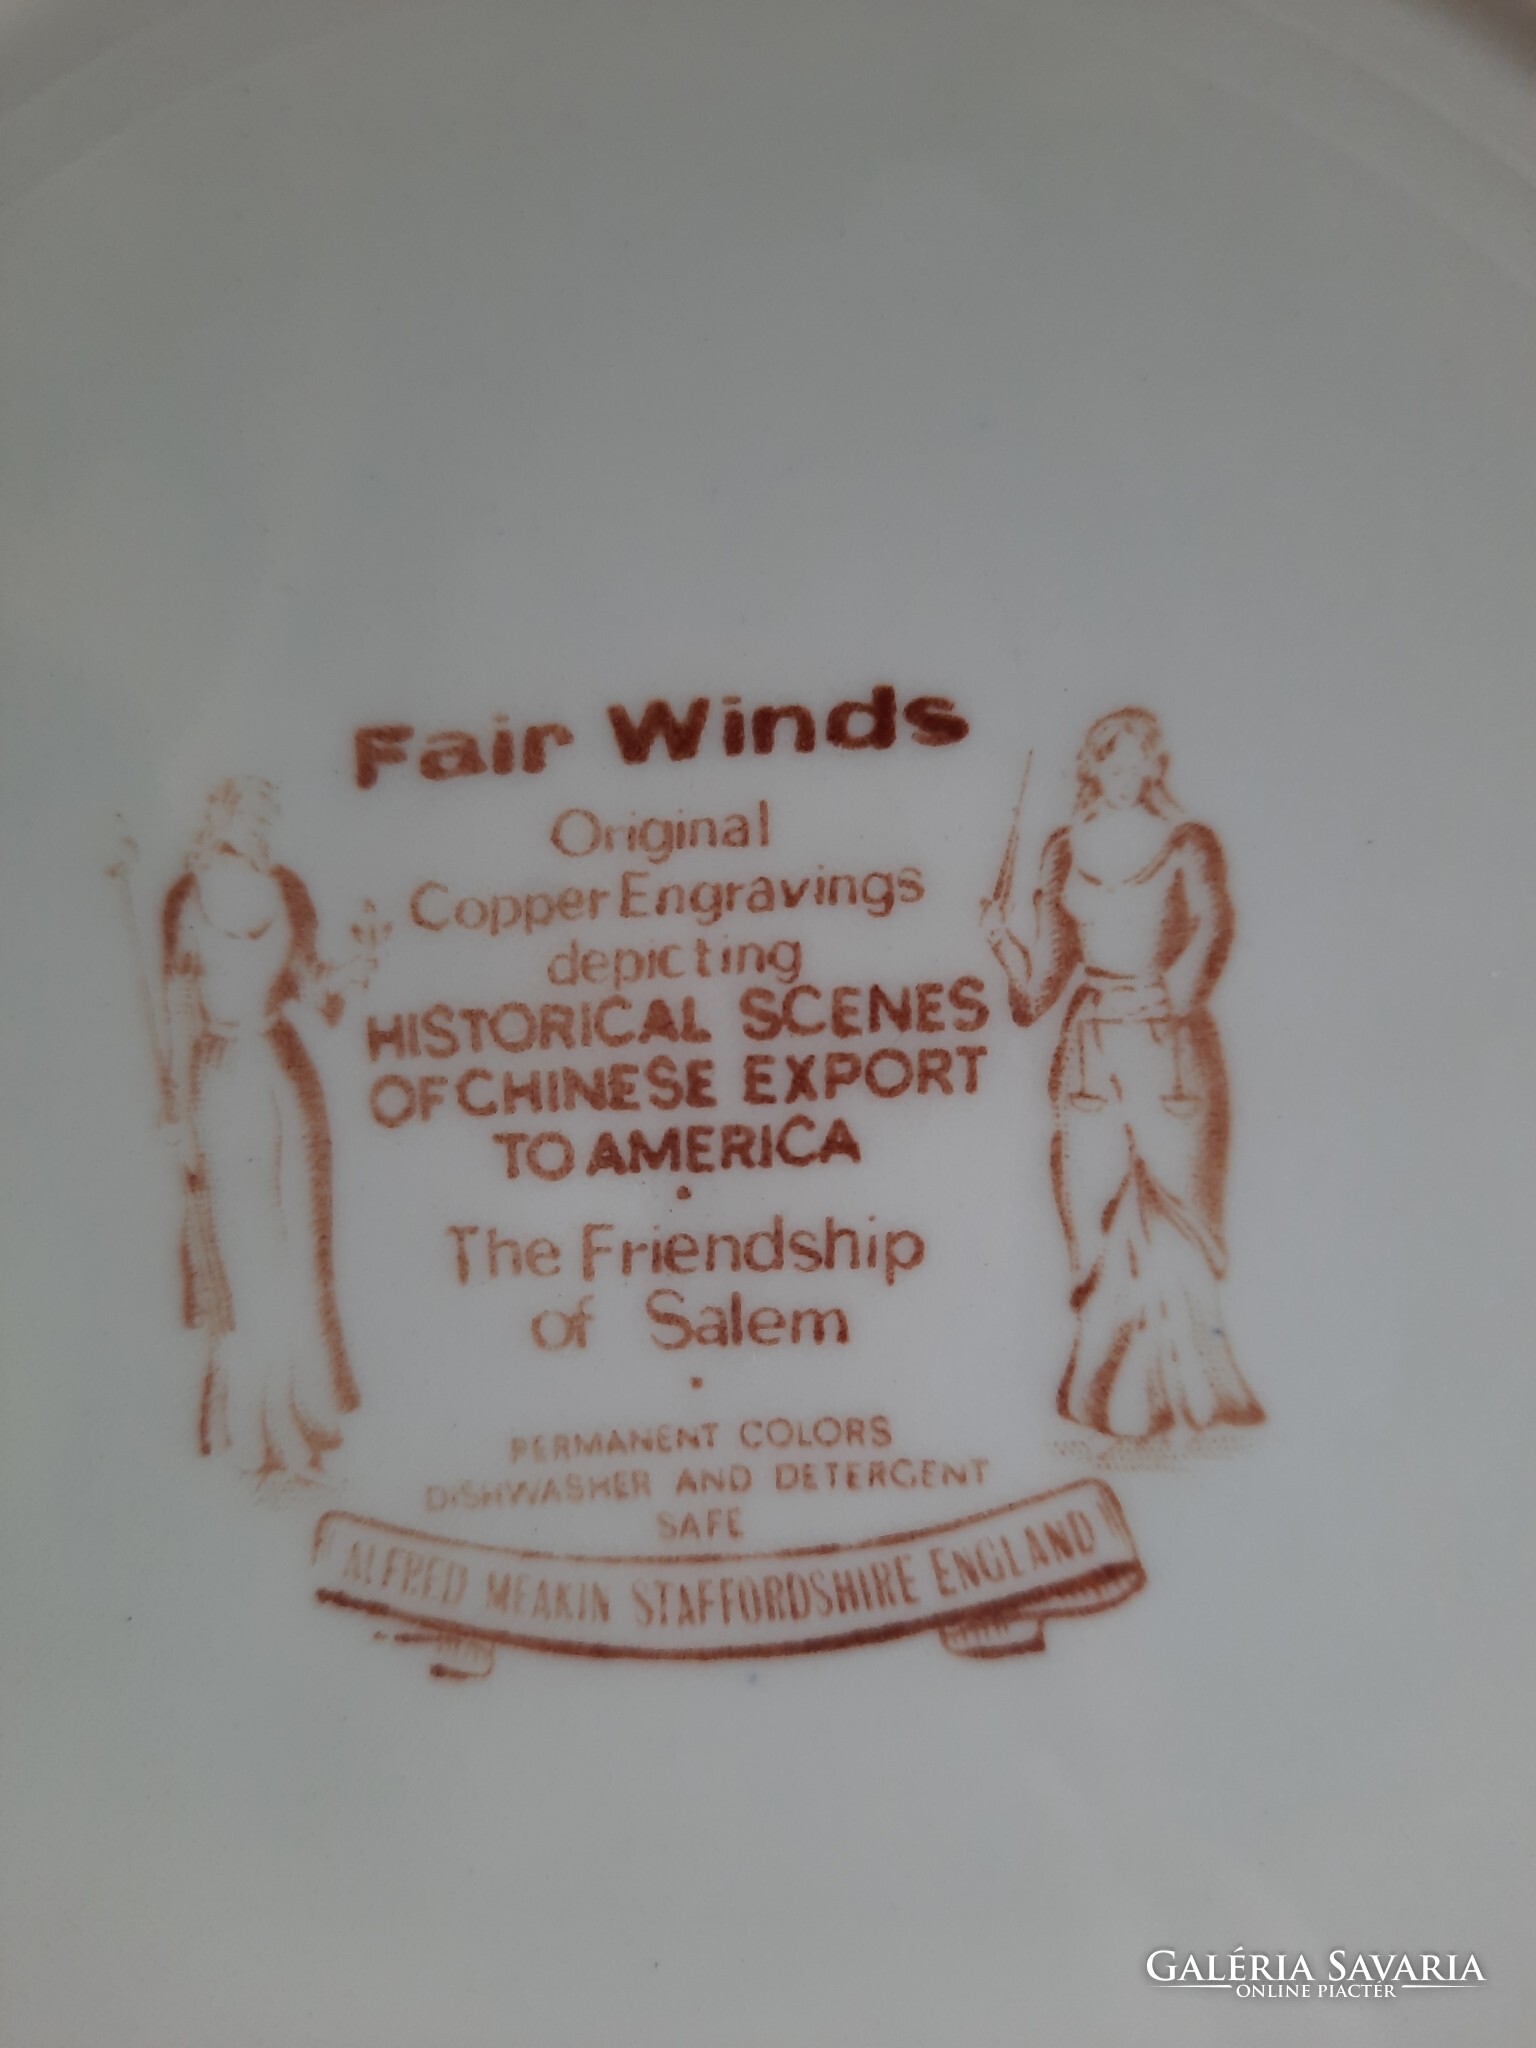 Fair Winds
Original
Copper Engravings
depicting
HISTORICAL SCENES
OF CHINESE EXPORT
TO AMERICA
•
The Friendship
of Salem
•
PERMANENT COLORS
DISHWASHER AND DETERGENT
SAFE
ALFRED MEAKIN STAFFORDSHIRE ENGLAND
GALÉRIA SAVARIA
ONLINE PIACTÉR